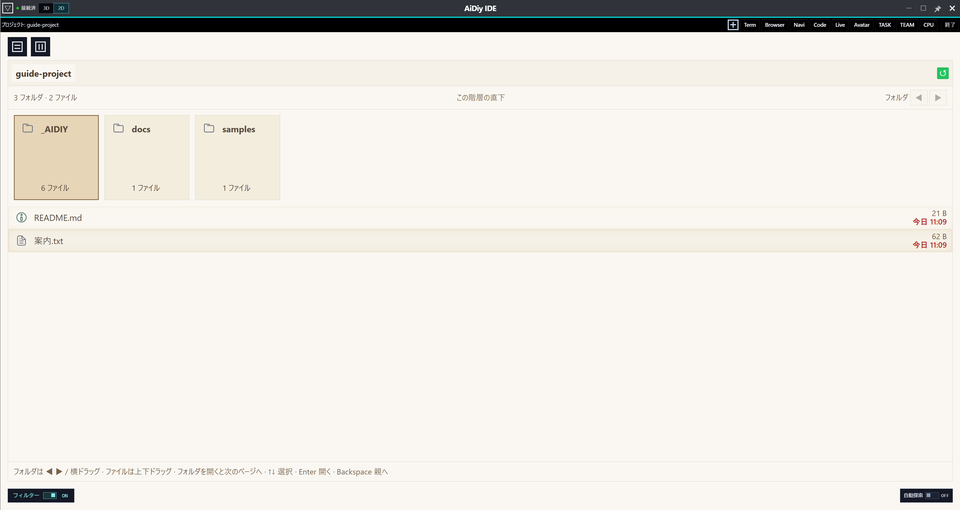 接続済 3D 2D AiDiy IDE
プロジェクト: guide-project Term Browser Navi Code Live Avatar TASK TEAM CPU 終了
guide-project
3 フォルダ · 2 ファイル この階層の直下 フォルダ ◀ ▶
_AIDIY docs samples
6 ファイル 1 ファイル 1 ファイル
README.md 21 B
今日 11:09
案内.txt 62 B
今日 11:09
フォルダは ◀ ▶ / 横ドラッグ · ファイルは上下ドラッグ · フォルダを開くと次のページへ · ↑↓ 選択 · Enter 開く · Backspace 親へ
フィルター ON 自動探索 OFF